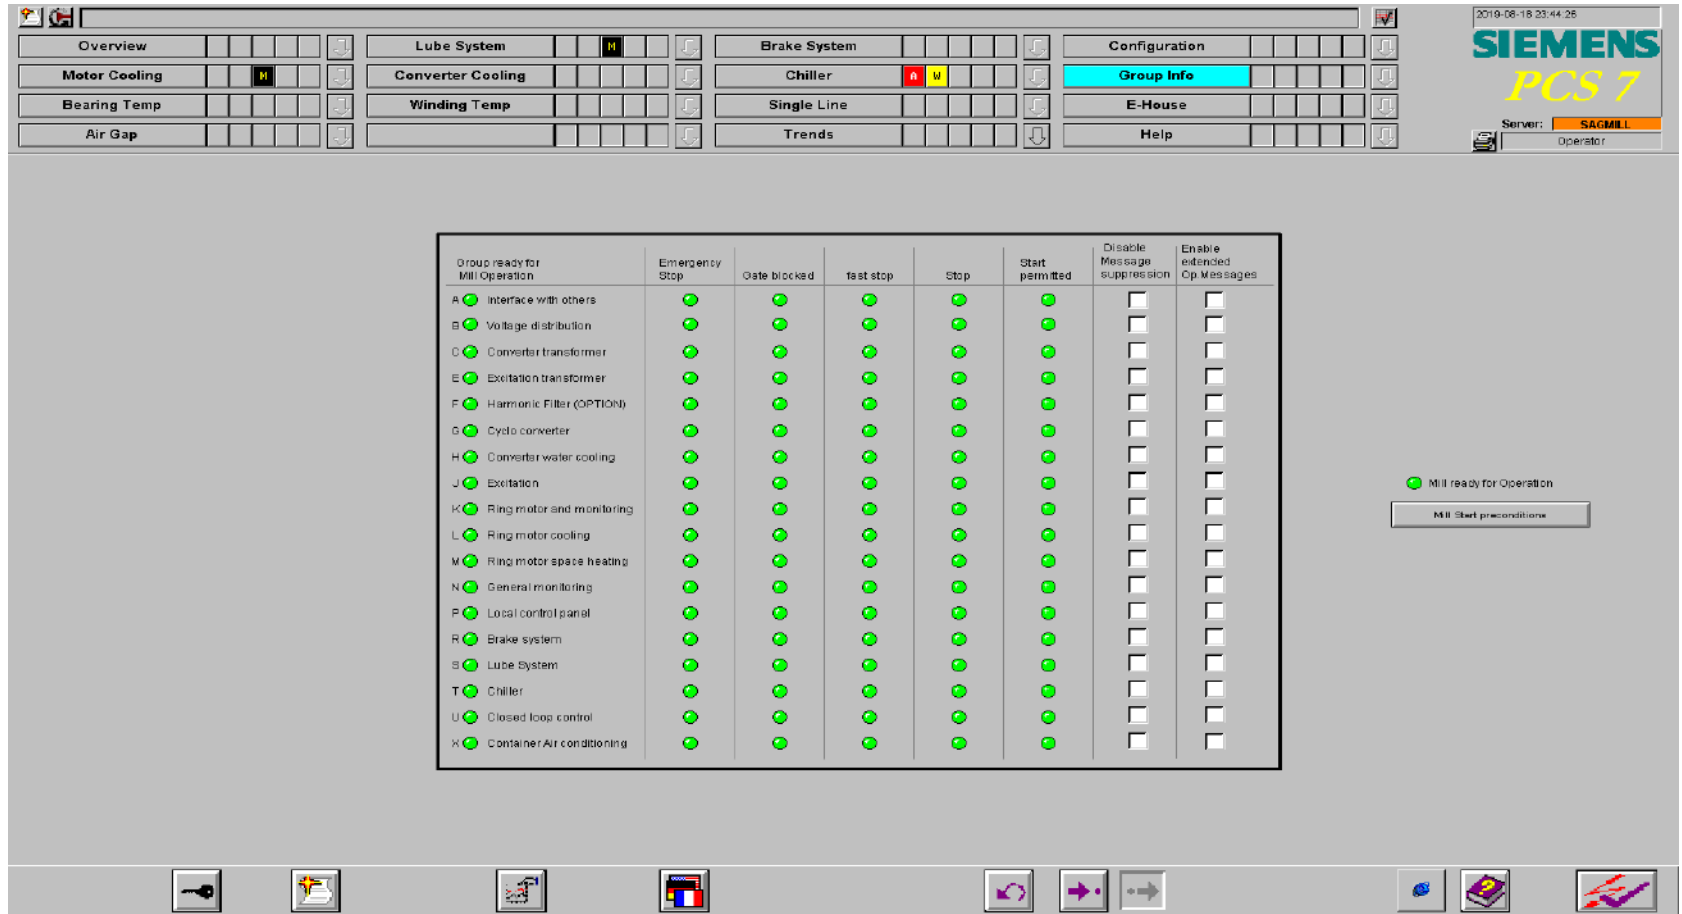 2019-08-18 23:44:26
Overview
Lube System
M
Brake System
Configuration
SIEMENS
Motor Cooling
M
Converter Cooling
Chiller
A W
Group Info
PCS 7
Bearing Temp
Winding Temp
Single Line
E-House
Air Gap
Trends
Help
Server: SAGMILL
Operator
Group ready for
Mill Operation
Emergency
Stop
Gate blocked
fast stop
Stop
Start
permitted
Disable
Message
suppression
Enable
extended
Op.Messages
A Interface with others
B Voltage distribution
C Converter transformer
E Excitation transformer
F Harmonic Filter (OPTION)
G Cyclo converter
H Converter water cooling
J Excitation
K Ring motor and monitoring
L Ring motor cooling
M Ring motor space heating
N General monitoring
P Local control panel
R Brake system
S Lube System
T Chiller
U Closed loop control
X Container Air conditioning
Mill ready for Operation
Mill Start preconditions